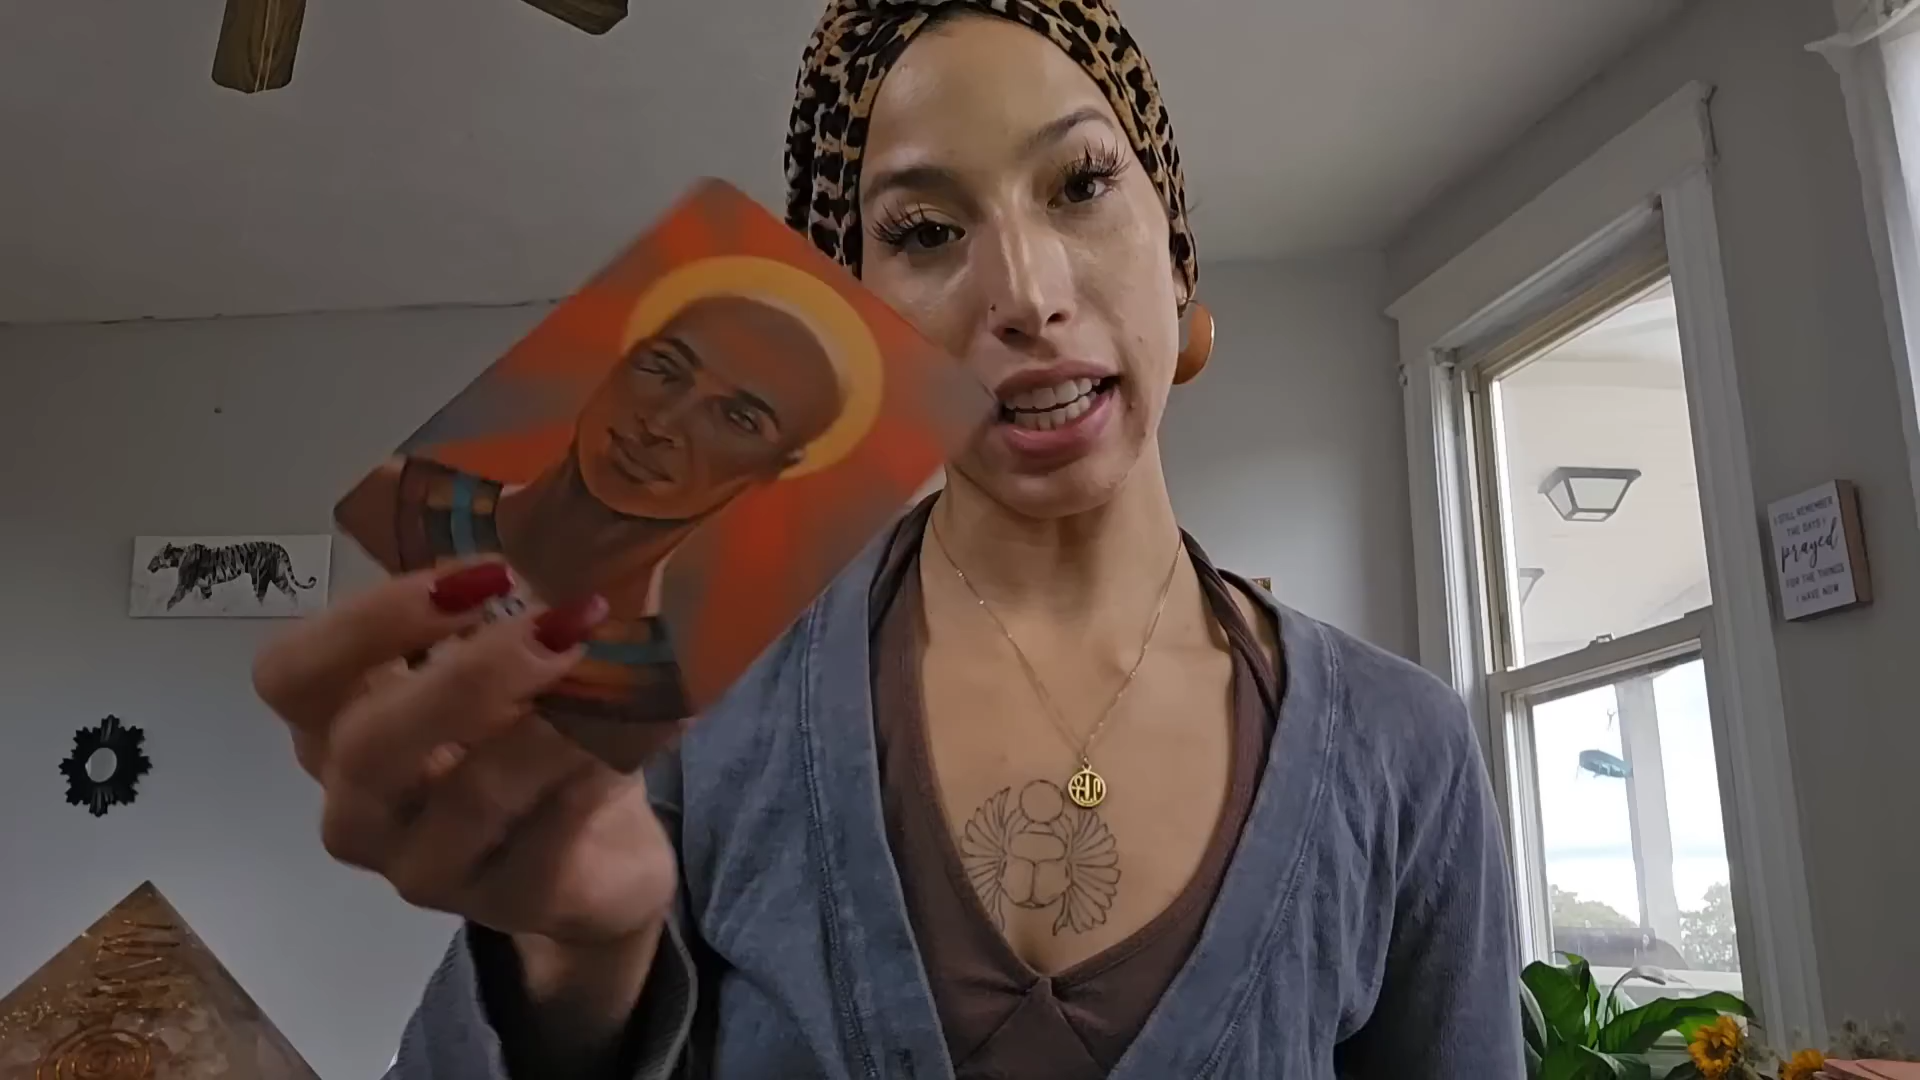 I STILL REMEMBER
THE DAYS I
prayed
FOR THE THINGS
I HAVE NOW